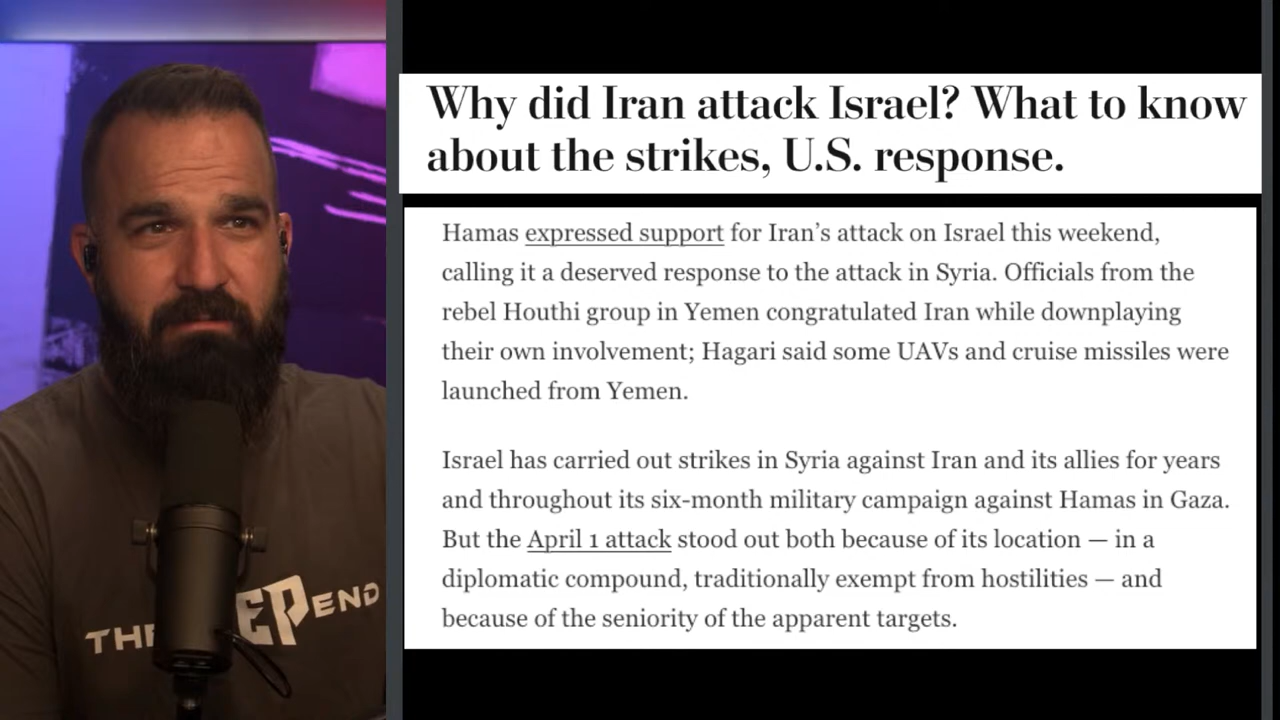 Why did Iran attack Israel? What to know
about the strikes, U.S. response.
Hamas expressed support for Iran’s attack on Israel this weekend,
calling it a deserved response to the attack in Syria. Officials from the
rebel Houthi group in Yemen congratulated Iran while downplaying
their own involvement; Hagari said some UAVs and cruise missiles were
launched from Yemen.
Israel has carried out strikes in Syria against Iran and its allies for years
and throughout its six-month military campaign against Hamas in Gaza.
But the April 1 attack stood out both because of its location — in a
diplomatic compound, traditionally exempt from hostilities — and
because of the seniority of the apparent targets.
THE
END